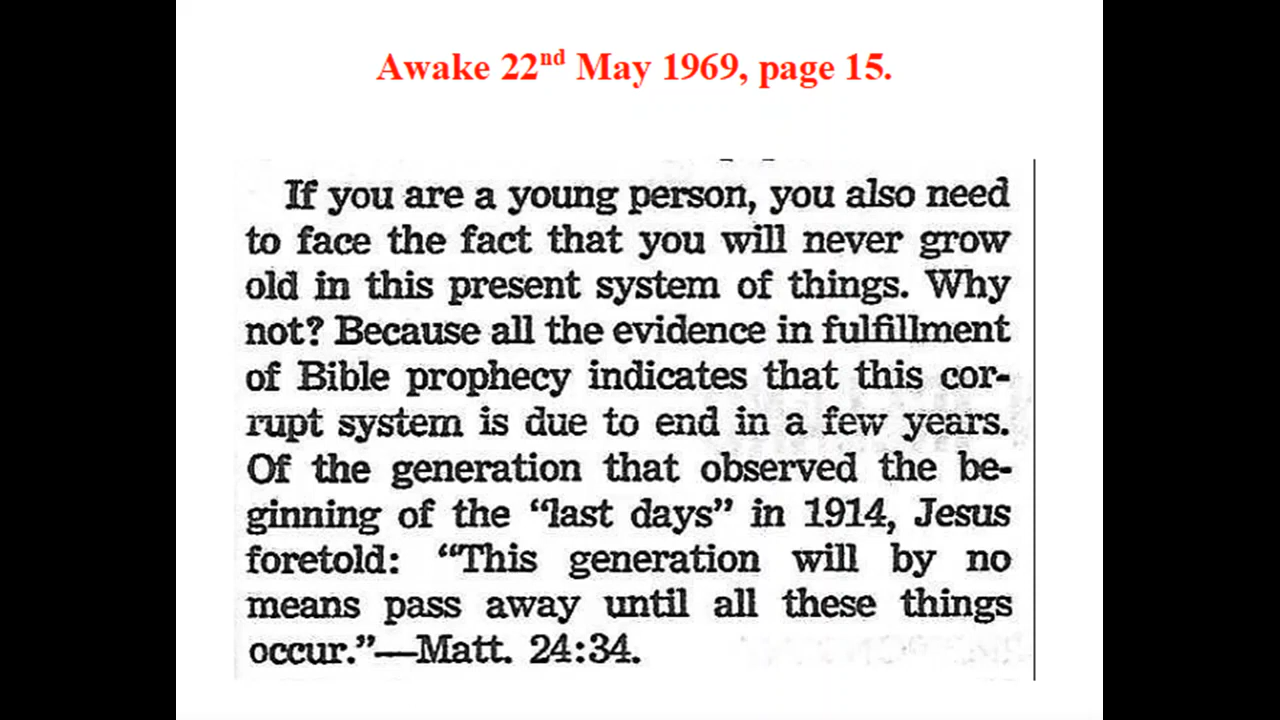 Awake 22nd May 1969, page 15.
If you are a young person, you also need
to face the fact that you will never grow
old in this present system of things. Why
not? Because all the evidence in fulfillment
of Bible prophecy indicates that this cor-
rupt system is due to end in a few years.
Of the generation that observed the be-
ginning of the “last days” in 1914, Jesus
foretold: “This generation will by no
means pass away until all these things
occur.”—Matt. 24:34.